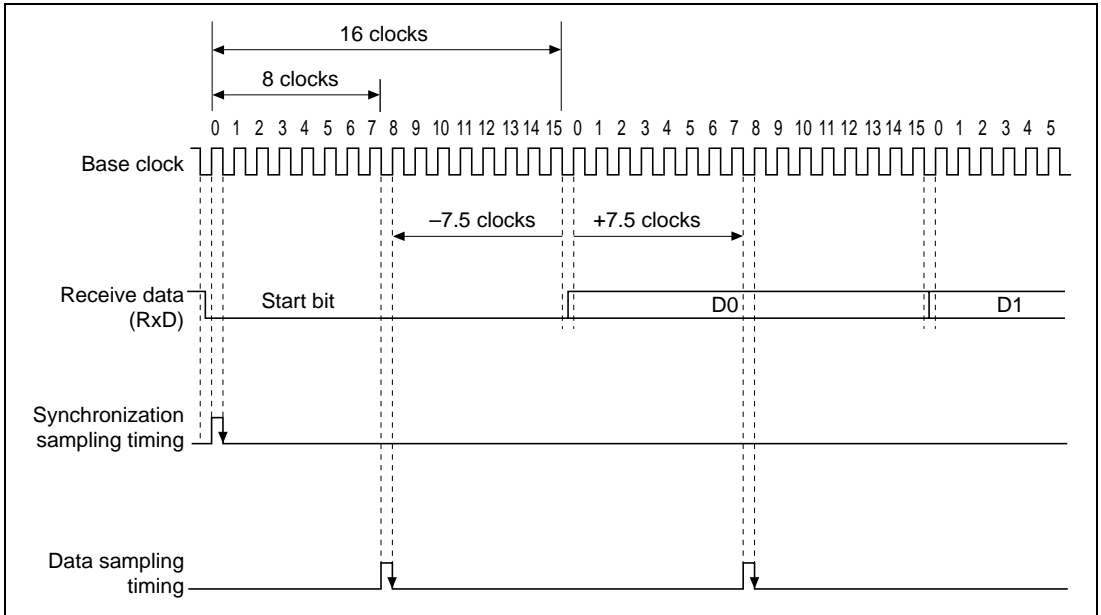 16 clocks
8 clocks
0 1 2 3 4 5 6 7 8 9 10 11 12 13 14 15 0 1 2 3 4 5 6 7 8 9 10 11 12 13 14 15 0 1 2 3 4 5
Base clock
–7.5 clocks +7.5 clocks
Receive data
(RxD)
Start bit D0 D1
Synchronization
sampling timing
Data sampling
timing